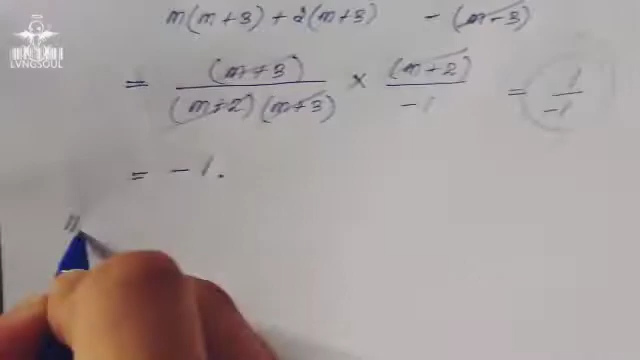 LVNGSOUL
m(m+3)+2(m+3) -(m-3)
= (m+3) / (m+2)(m+3) × (m+2) / -1 = 1 / -1
= -1.